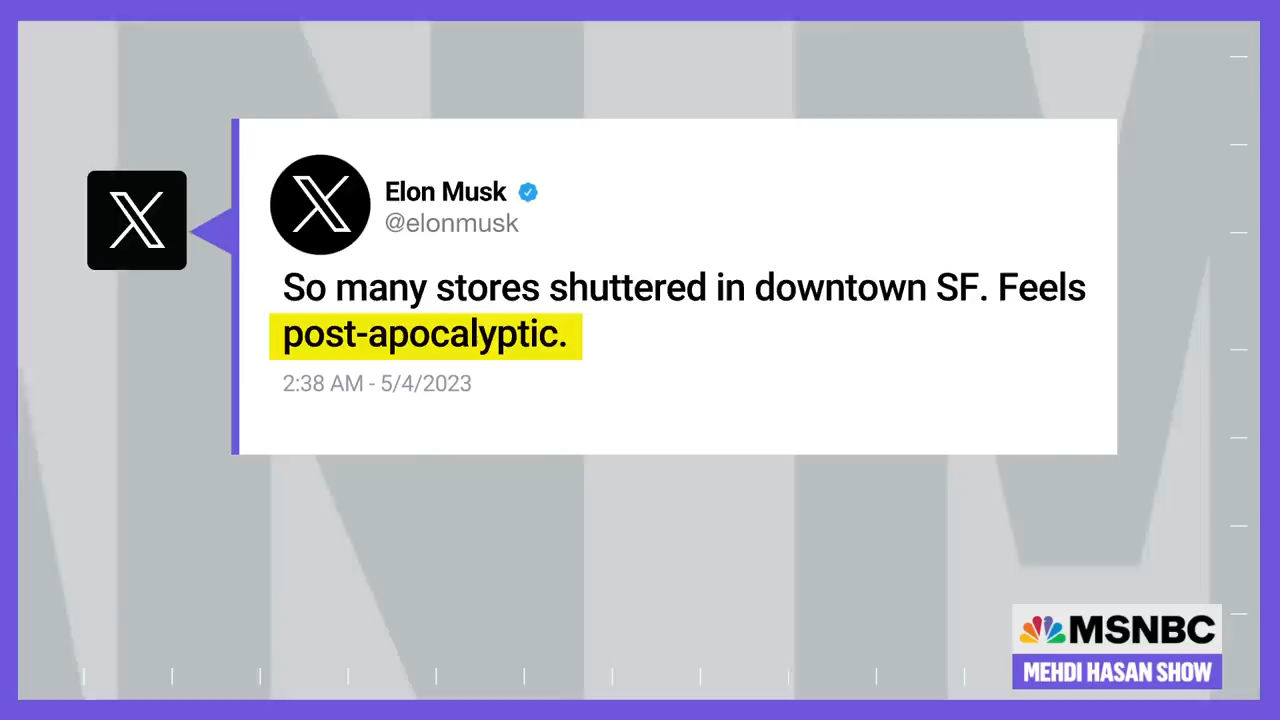 Elon Musk
@elonmusk
So many stores shuttered in downtown SF. Feels
post-apocalyptic.
2:38 AM - 5/4/2023
MSNBC
MEHDI HASAN SHOW